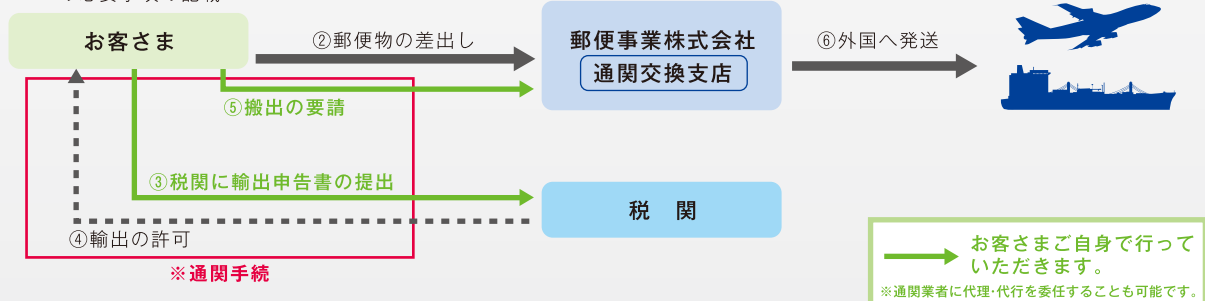 お客さま
②郵便物の差出し
郵便事業株式会社
通関交換支店
⑥外国へ発送
⑤搬出の要請
③税関に輸出申告書の提出
税 関
④輸出の許可
※通関手続
お客さまご自身で行って
いただきます。
※通関業者に代理・代行を委任することも可能です。